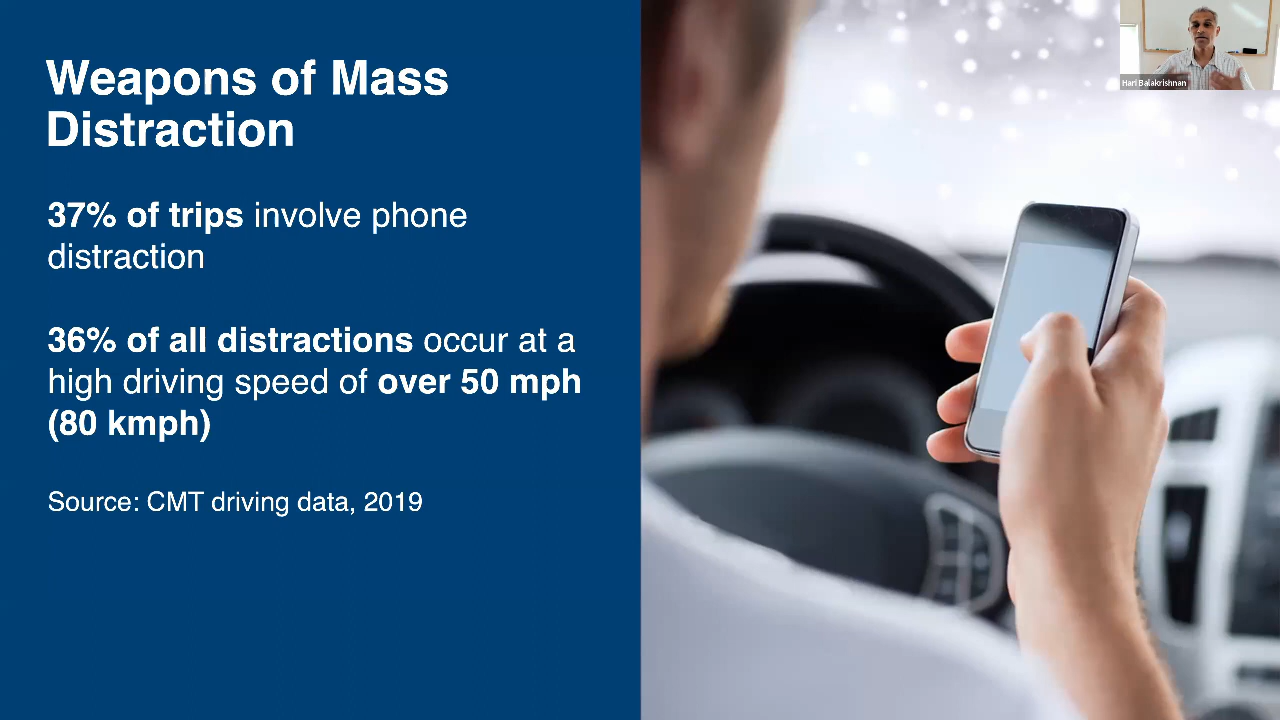 Weapons of Mass
Distraction
37% of trips involve phone
distraction
36% of all distractions occur at a
high driving speed of over 50 mph
(80 kmph)
Source: CMT driving data, 2019
Hari Balakrishnan